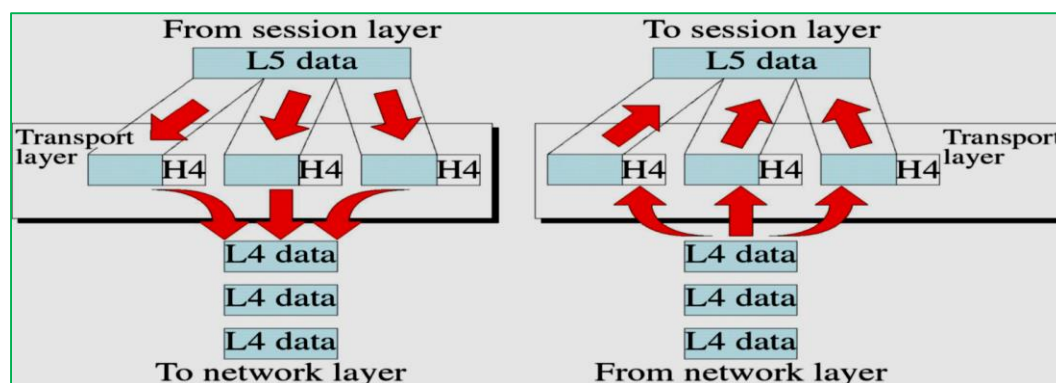 From session layer
L5 data
Transport
layer
H4
H4
H4
L4 data
L4 data
L4 data
To network layer
To session layer
L5 data
Transport
layer
H4
H4
H4
L4 data
L4 data
L4 data
From network layer